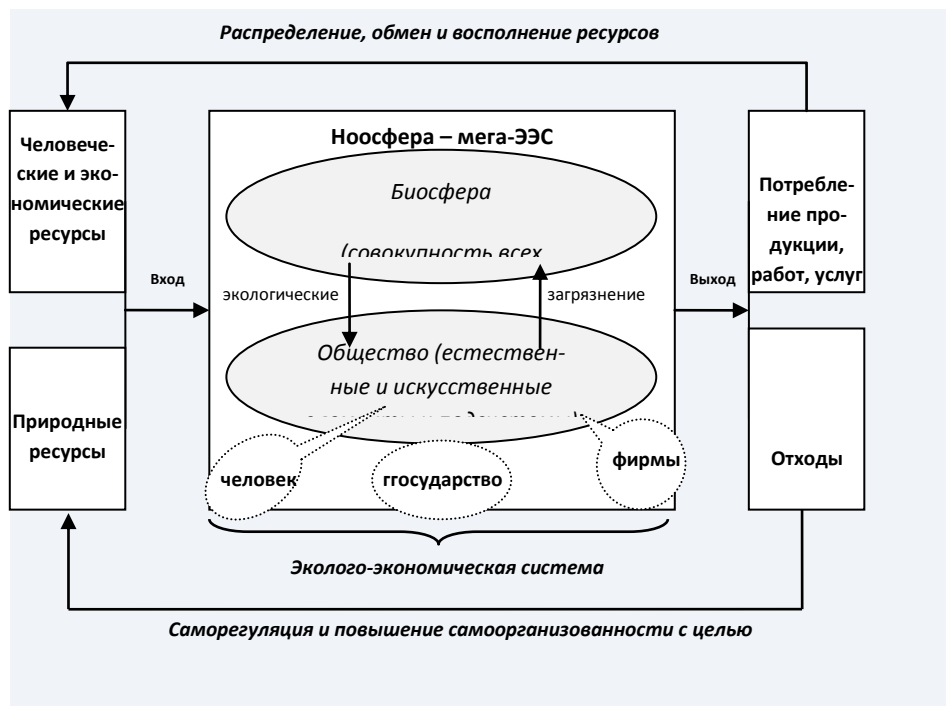 Распределение, обмен и восполнение ресурсов
Человече-
ские и эко-
номические
ресурсы
Природные
ресурсы
Вход
Ноосфера – мега-ЭЭС
Биосфера
(совокупность всех
экологические
загрязнение
Общество (естествен-
ные и искусственные
человек
ггосударство
фирмы
Выход
Потребле-
ние про-
дукции,
работ, услуг
Отходы
Эколого-экономическая система
Саморегуляция и повышение самоорганизованности с целью